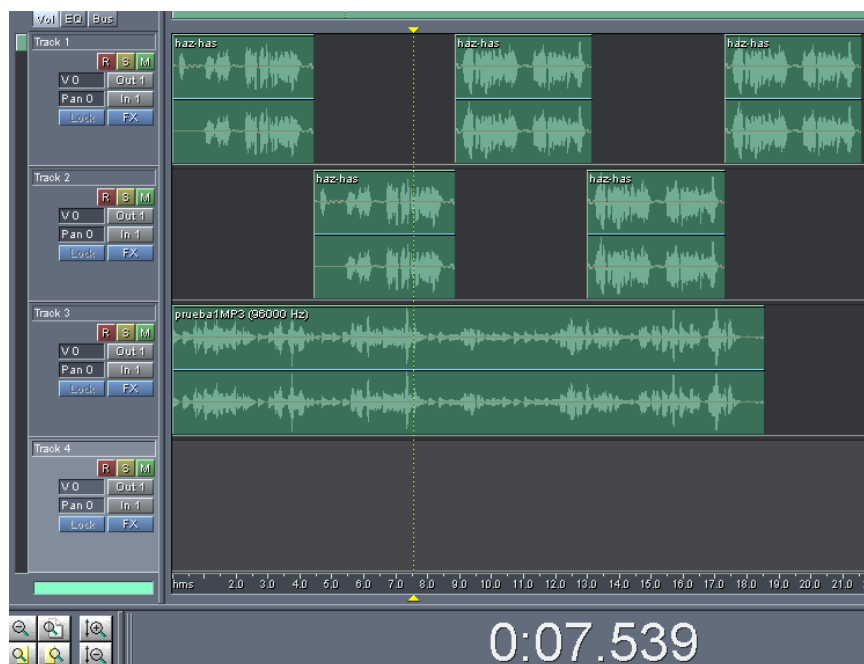 Vol EQ Bus
Track 1
R S M
V 0 Out 1
Pan 0 In 1
Lock FX
haz-has
haz-has
haz-has
Track 2
R S M
V 0 Out 1
Pan 0 In 1
Lock FX
haz-has
haz-has
Track 3
R S M
V 0 Out 1
Pan 0 In 1
Lock FX
prueba1MP3 (96000 Hz)
Track 4
R S M
V 0 Out 1
Pan 0 In 1
Lock FX
hms 2.0 3.0 4.0 5.0 6.0 7.0 8.0 9.0 10.0 11.0 12.0 13.0 14.0 15.0 16.0 17.0 18.0 19.0 20.0 21.0
0:07.539